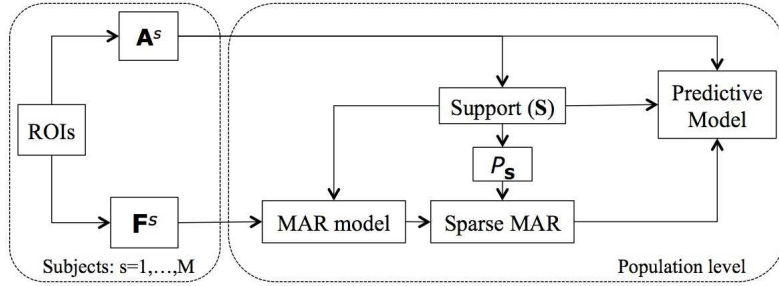 A^s
ROIs
F^s
Subjects: s=1,…,M
Support (S)
P_S
MAR model
Sparse MAR
Predictive
Model
Population level